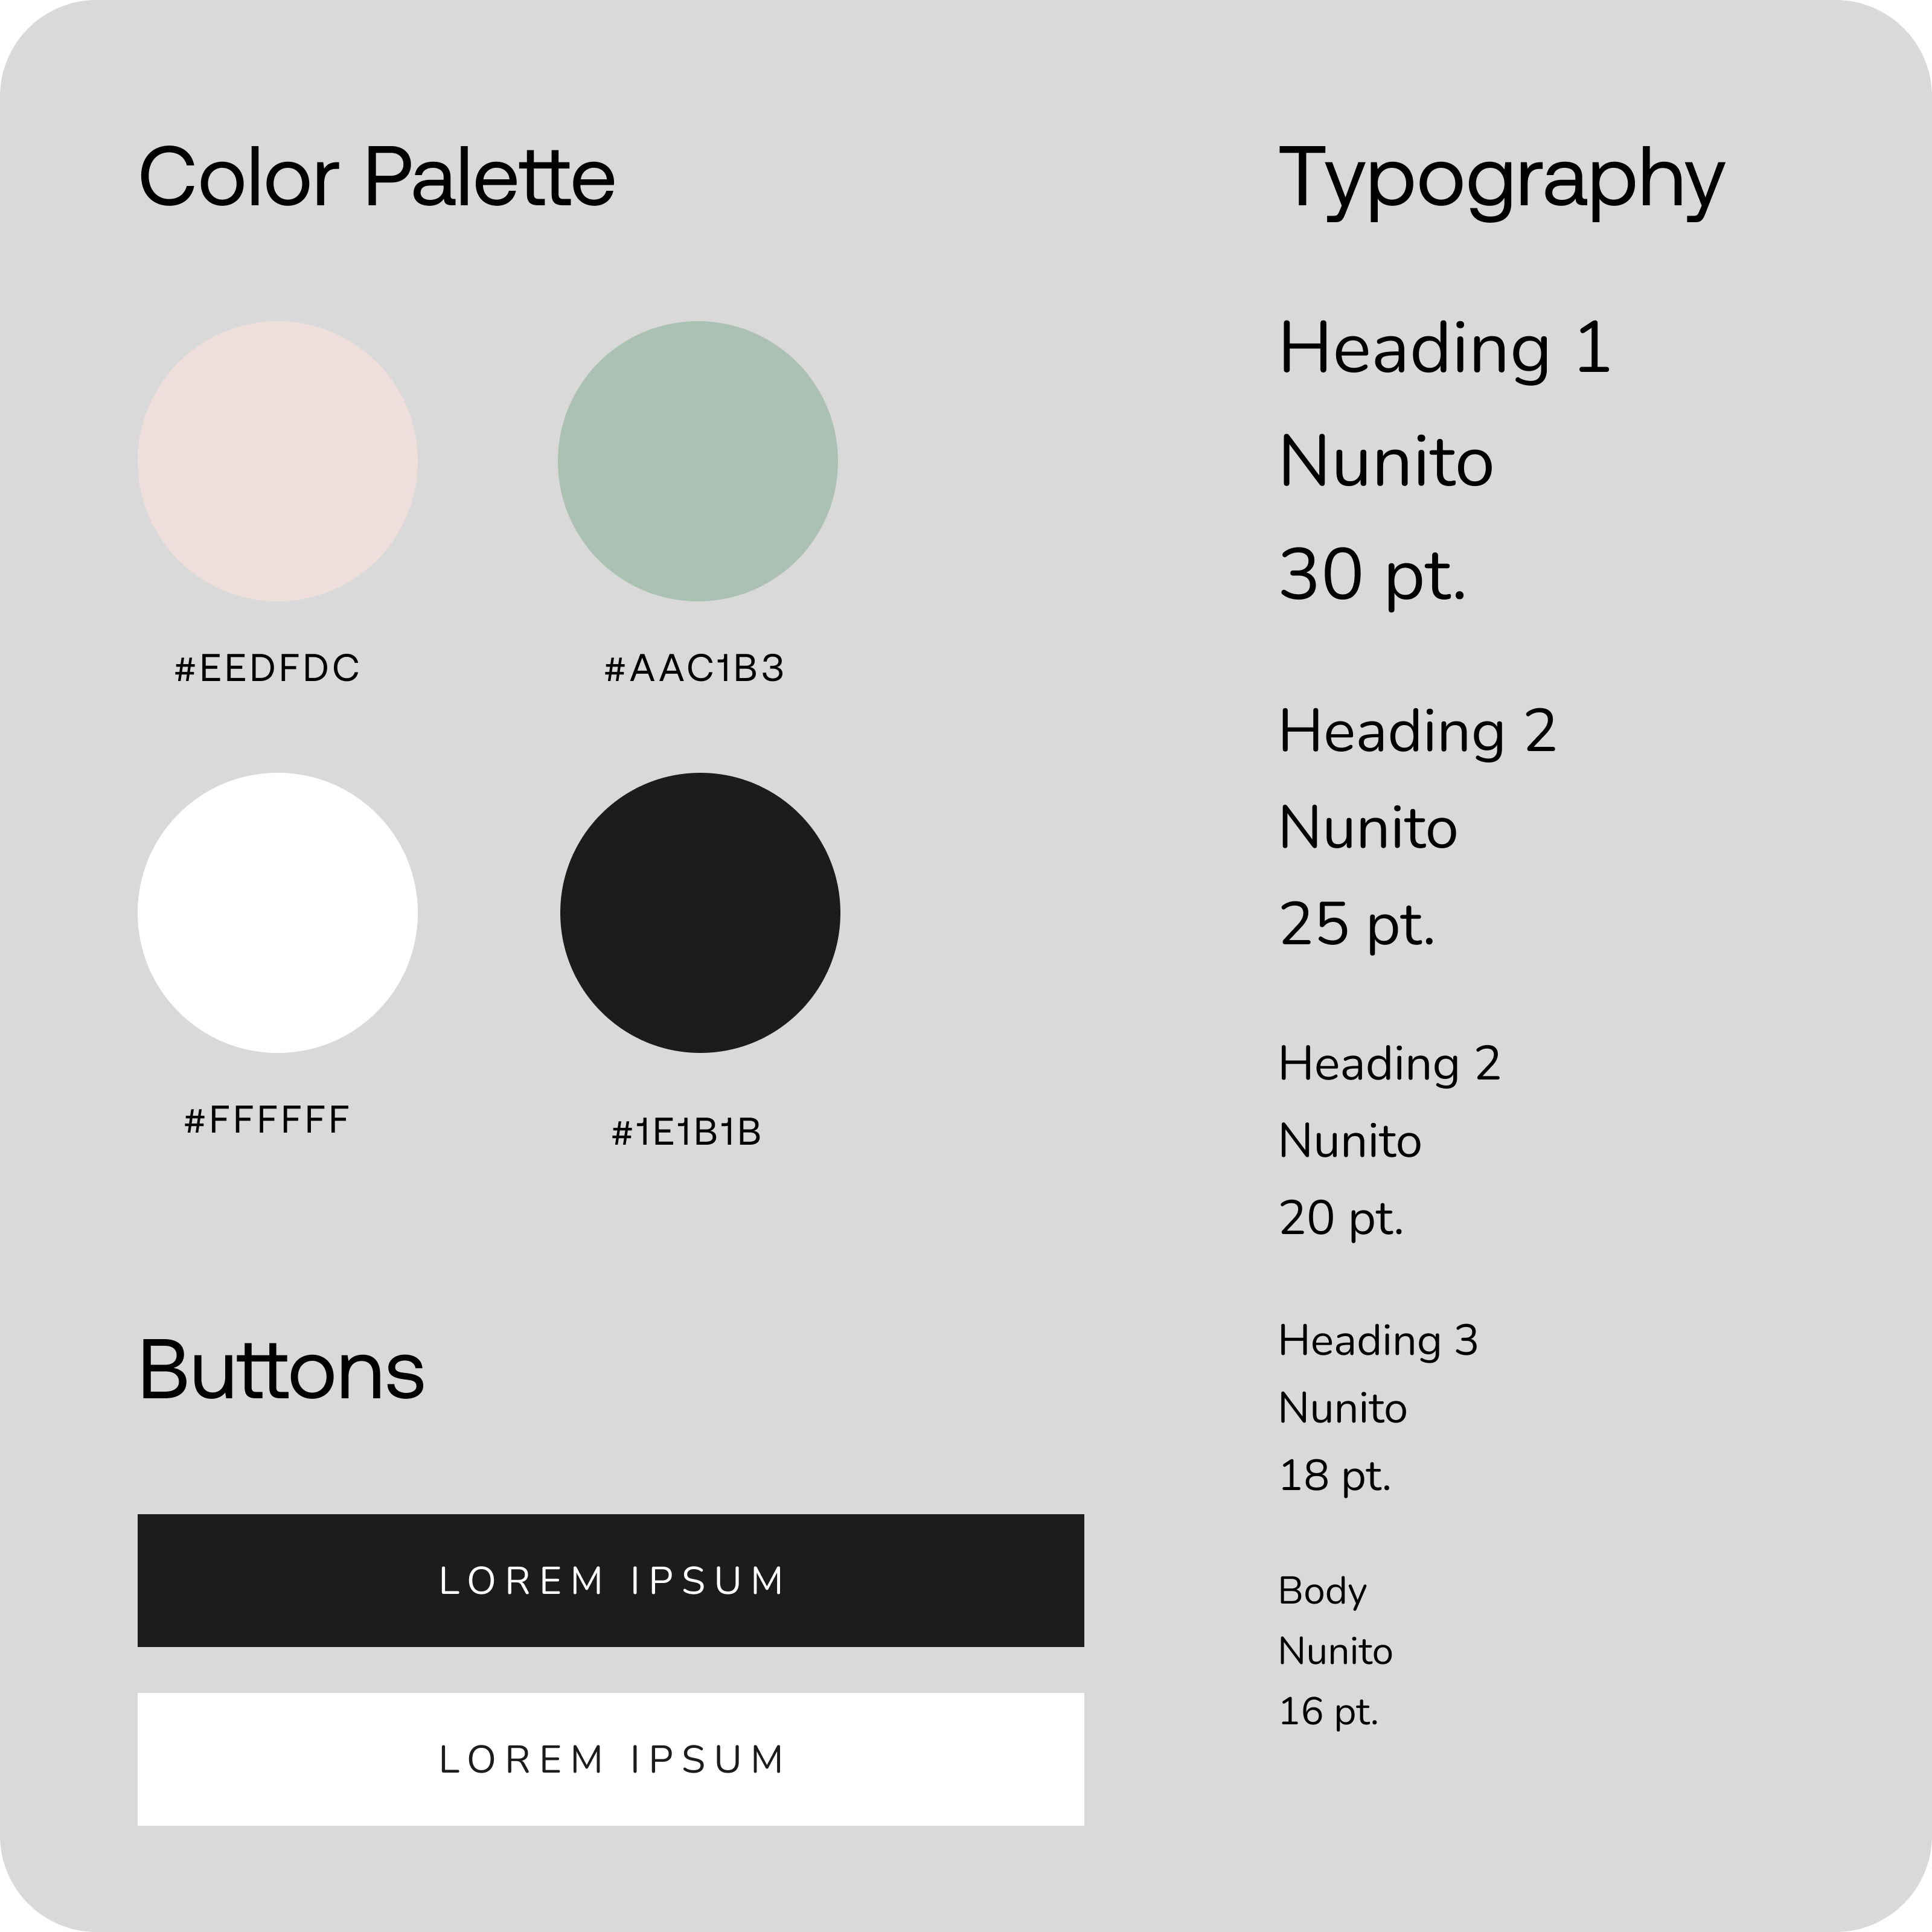 Color Palette
#EEDFDC
#AAC1B3
#FFFFFF
#1E1B1B
Buttons
LOREM IPSUM
LOREM IPSUM
Typography
Heading 1
Nunito
30 pt.
Heading 2
Nunito
25 pt.
Heading 2
Nunito
20 pt.
Heading 3
Nunito
18 pt.
Body
Nunito
16 pt.